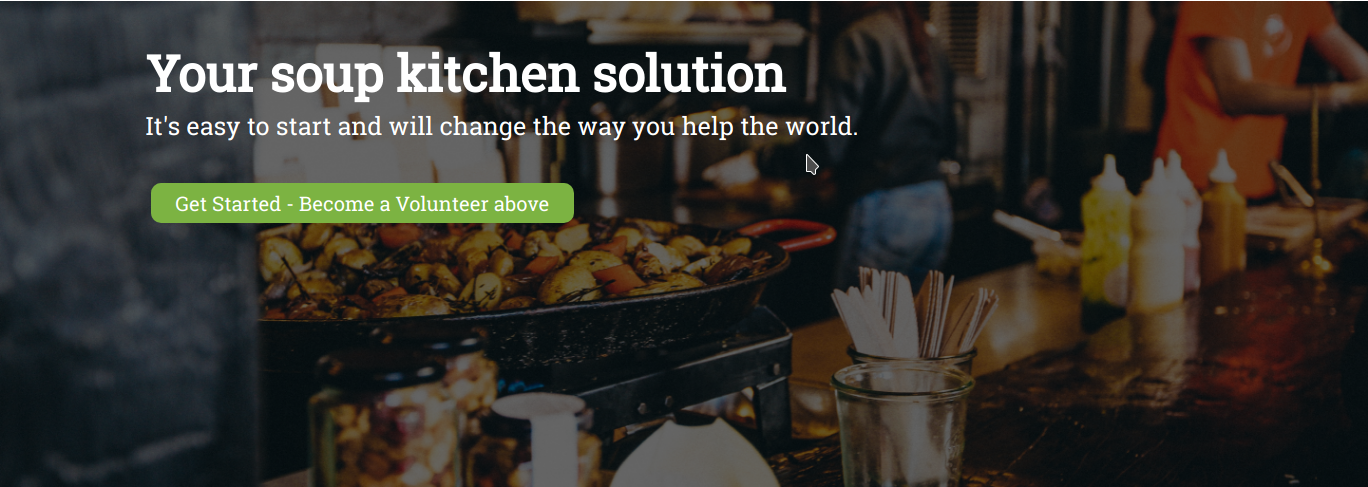 Your soup kitchen solution
It's easy to start and will change the way you help the world.
Get Started - Become a Volunteer above